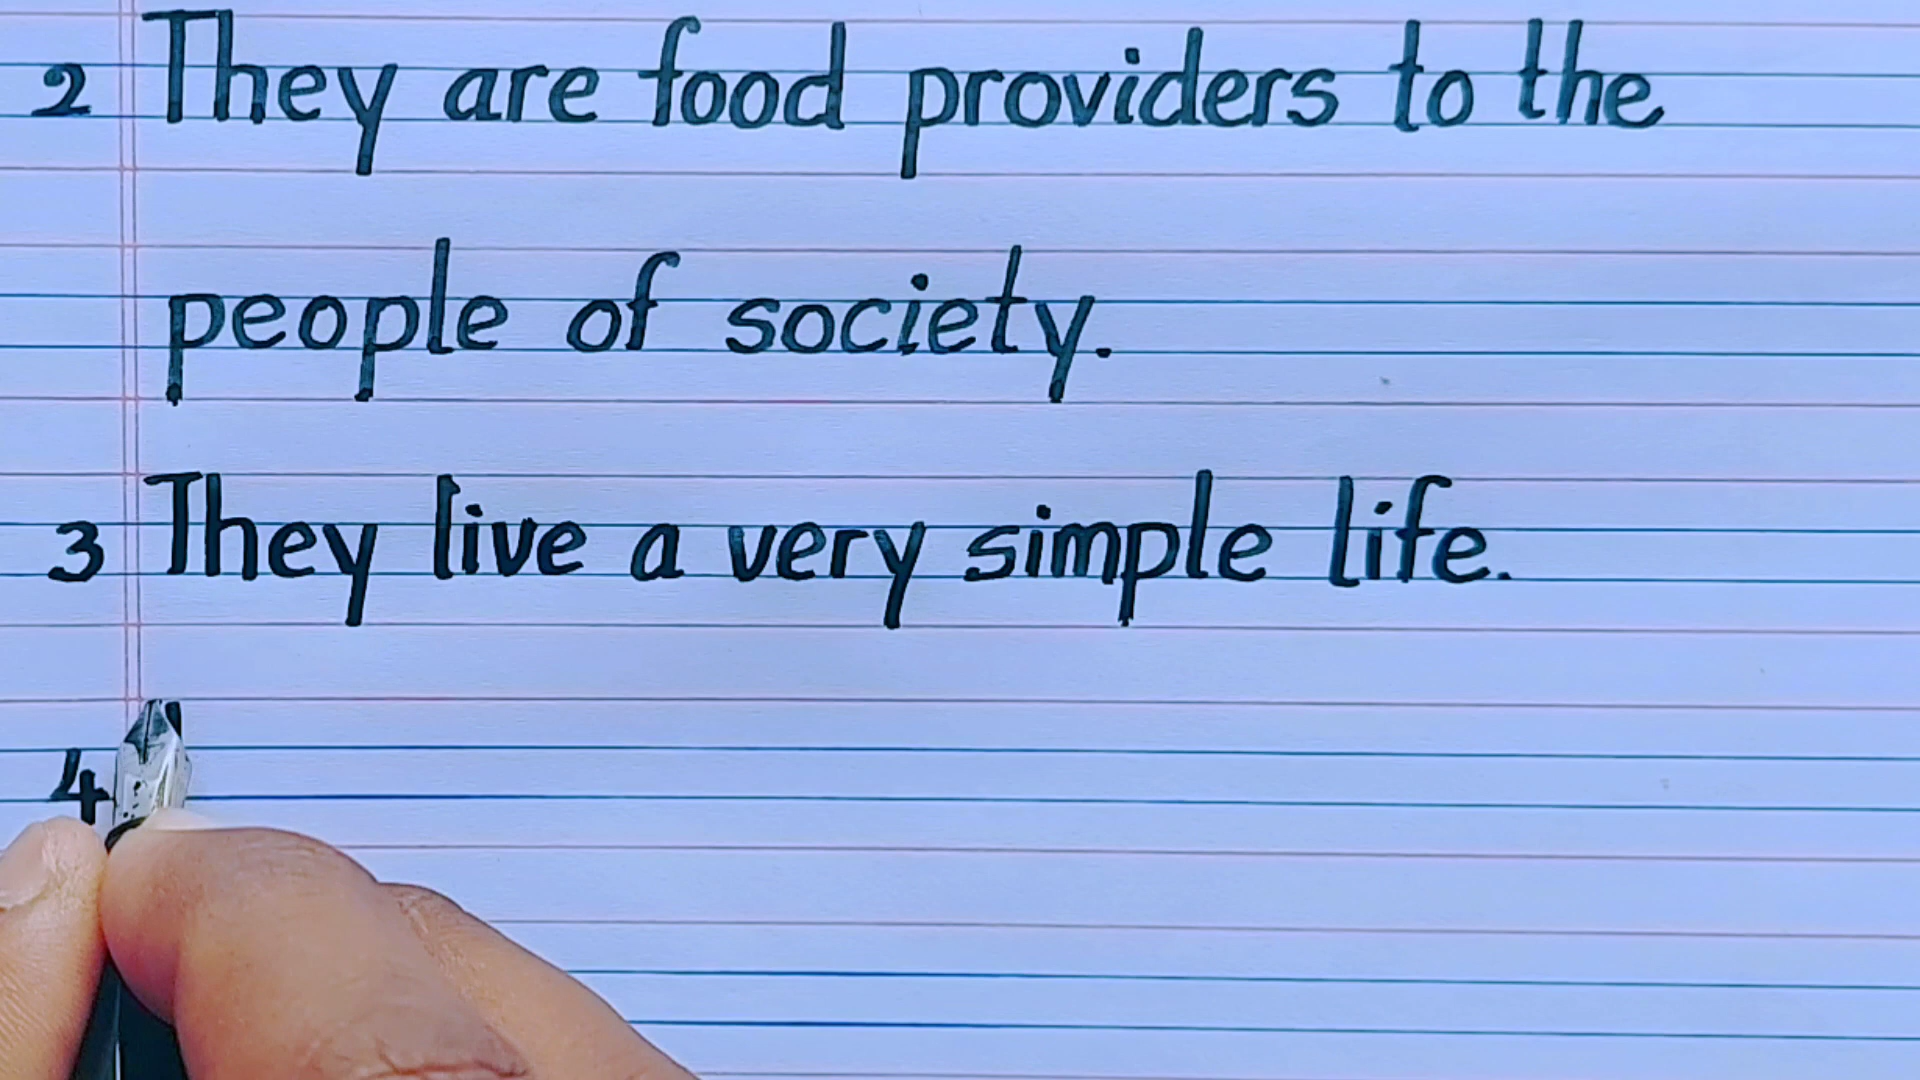 2 They are food providers to the
people of society.
3 They live a very simple life.
4